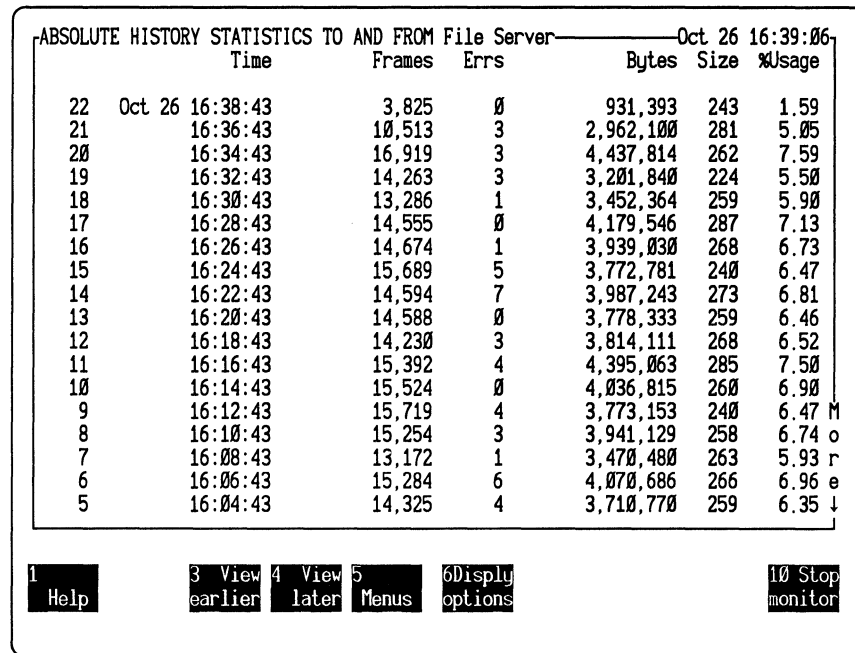 ABSOLUTE HISTORY STATISTICS TO AND FROM File Server Oct 26 16:39:06
Time Frames Errs Bytes Size %Usage
22 Oct 26 16:38:43 3,825 0 931,393 243 1.59
21 16:36:43 10,513 3 2,962,100 281 5.05
20 16:34:43 16,919 3 4,437,814 262 7.59
19 16:32:43 14,263 3 3,201,840 224 5.50
18 16:30:43 13,286 1 3,452,364 259 5.90
17 16:28:43 14,555 0 4,179,546 287 7.13
16 16:26:43 14,674 1 3,939,030 268 6.73
15 16:24:43 15,689 5 3,772,781 240 6.47
14 16:22:43 14,594 7 3,987,243 273 6.81
13 16:20:43 14,588 0 3,778,333 259 6.46
12 16:18:43 14,230 3 3,814,111 268 6.52
11 16:16:43 15,392 4 4,395,063 285 7.50
10 16:14:43 15,524 0 4,036,815 260 6.90
9 16:12:43 15,719 4 3,773,153 240 6.47 M
8 16:10:43 15,254 3 3,941,129 258 6.74 o
7 16:08:43 13,172 1 3,470,480 263 5.93 r
6 16:06:43 15,284 6 4,070,686 266 6.96 e
5 16:04:43 14,325 4 3,710,770 259 6.35 ↓
1 3 View 4 View 5 6Disply 10 Stop
Help earlier later Menus options monitor